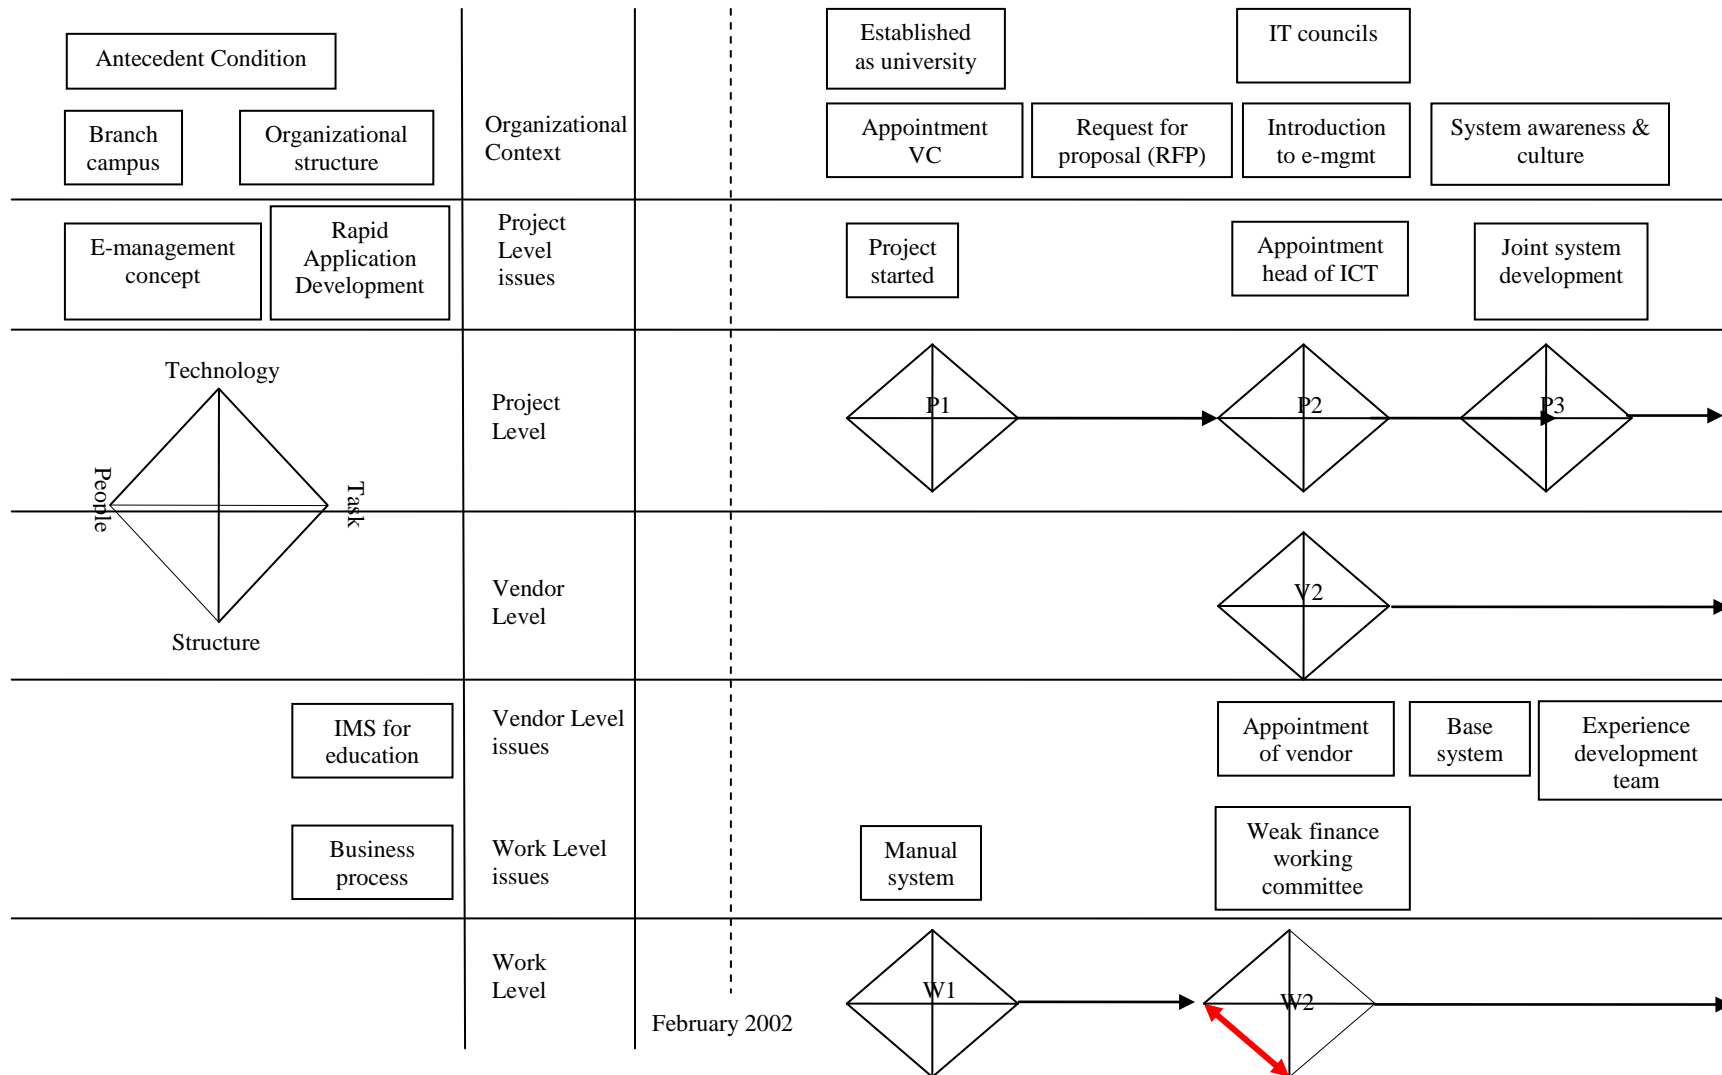 Antecedent Condition
Branch
campus
Organizational
structure
Organizational
Context
Established
as university
IT councils
Appointment
VC
Request for
proposal (RFP)
Introduction
to e-mgmt
System awareness &
culture
E-management
concept
Rapid
Application
Development
Project
Level
issues
Project
started
Appointment
head of ICT
Joint system
development
Technology
People
Task
Structure
Project
Level
P1
P2
P3
Vendor
Level
V2
IMS for
education
Vendor Level
issues
Appointment
of vendor
Base
system
Experience
development
team
Business
process
Work Level
issues
Manual
system
Weak finance
working
committee
Work
Level
W1
W2
February 2002